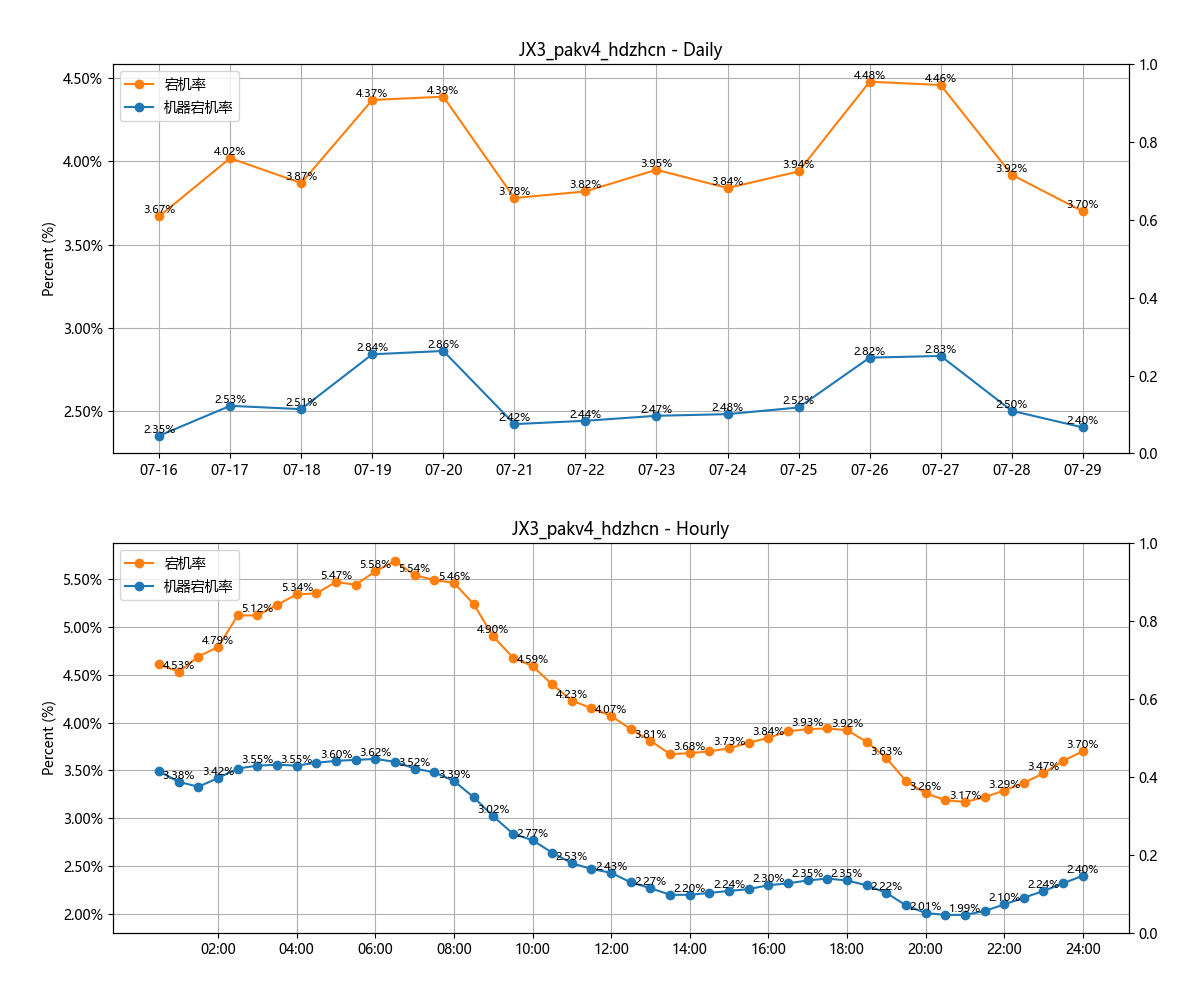 JX3_pakv4_hdzhcn - Daily
宕机率
机器宕机率
Percent (%)
4.50%
4.00%
3.50%
3.00%
2.50%
1.0
0.8
0.6
0.4
0.2
0.0
3.67% 4.02% 3.87% 4.37% 4.39% 3.78% 3.82% 3.95% 3.84% 3.94% 4.48% 4.46% 3.92% 3.70%
2.35% 2.53% 2.51% 2.84% 2.86% 2.42% 2.44% 2.47% 2.48% 2.52% 2.82% 2.83% 2.50% 2.40%
07-16 07-17 07-18 07-19 07-20 07-21 07-22 07-23 07-24 07-25 07-26 07-27 07-28 07-29
JX3_pakv4_hdzhcn - Hourly
宕机率
机器宕机率
Percent (%)
5.50%
5.00%
4.50%
4.00%
3.50%
3.00%
2.50%
2.00%
1.0
0.8
0.6
0.4
0.2
0.0
4.53% 4.79% 5.12% 5.34% 5.47% 5.58% 5.54% 5.46% 4.90% 4.59% 4.23% 4.07% 3.81% 3.68% 3.73% 3.84% 3.93% 3.92% 3.63% 3.26% 3.17% 3.29% 3.47% 3.70%
3.38% 3.42% 3.55% 3.55% 3.60% 3.62% 3.52% 3.39% 3.02% 2.77% 2.53% 2.43% 2.27% 2.20% 2.24% 2.30% 2.35% 2.35% 2.22% 2.01% 1.99% 2.10% 2.24% 2.40%
02:00 04:00 06:00 08:00 10:00 12:00 14:00 16:00 18:00 20:00 22:00 24:00